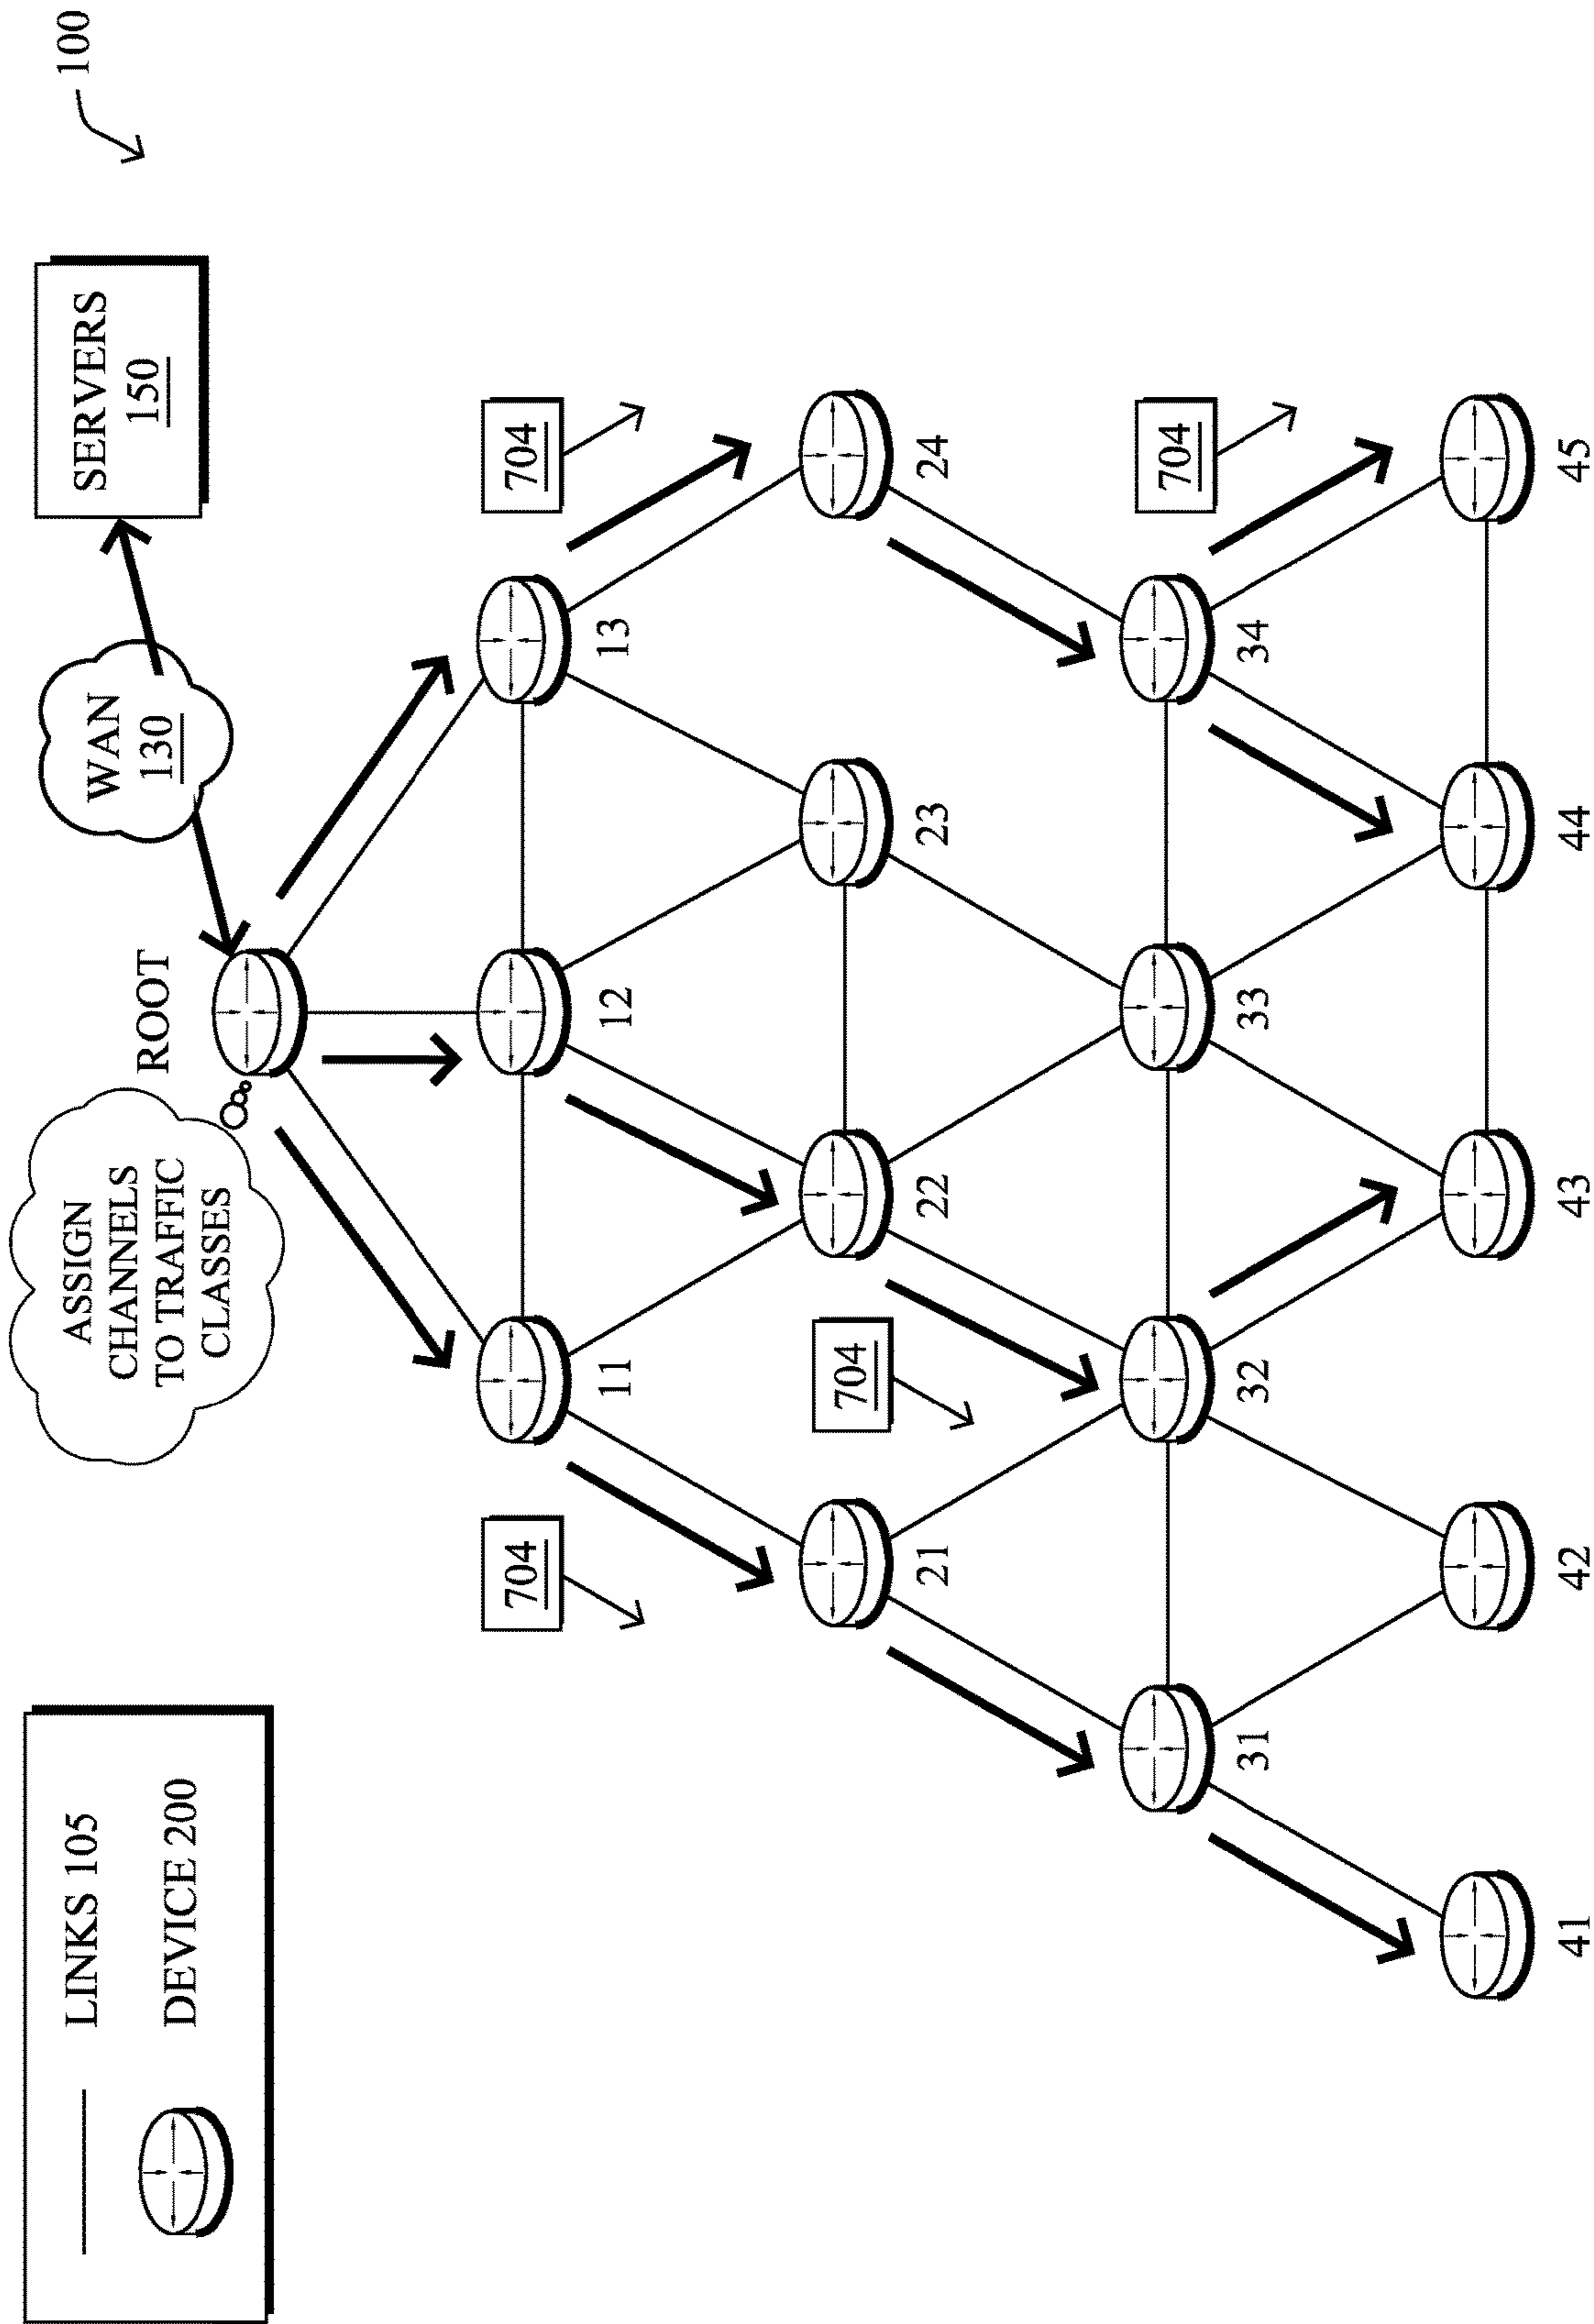 LINKS 105
DEVICE 200
ASSIGN
CHANNELS
TO TRAFFIC
CLASSES
ROOT
WAN
130
SERVERS
150
100
704
11
12
13
704
21
22
23
24
704
31
32
33
34
704
41
42
43
44
45